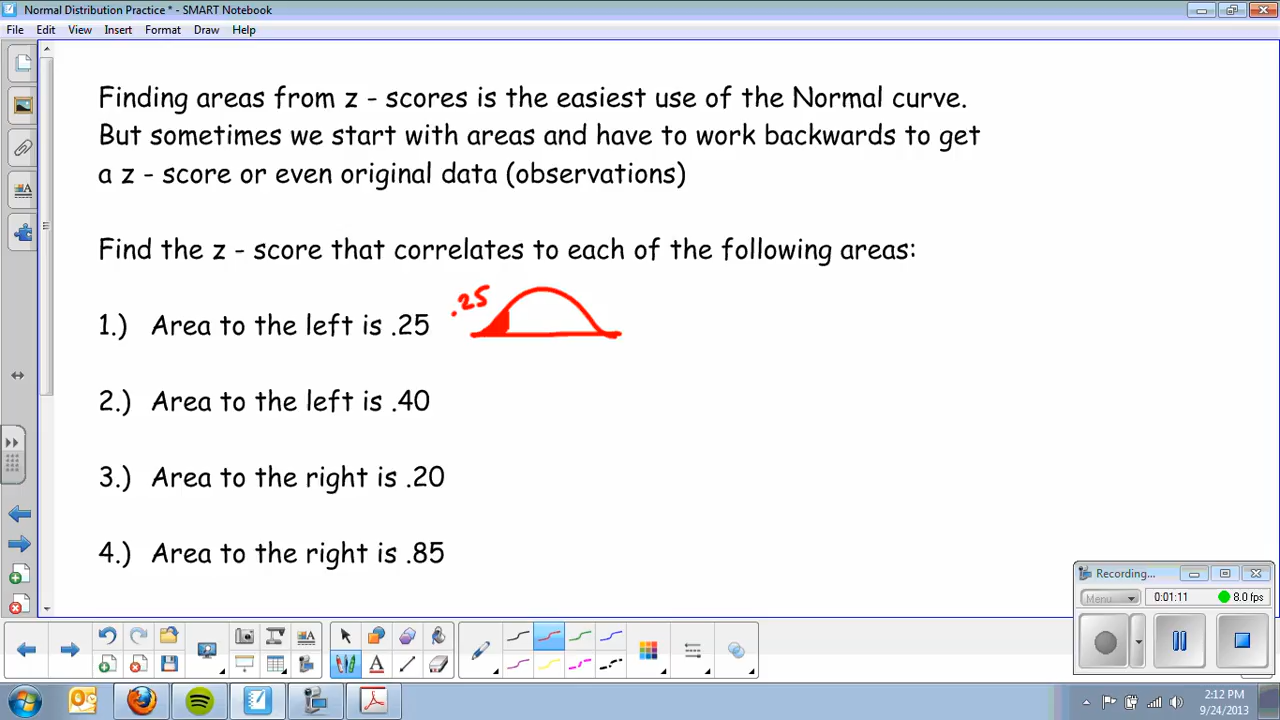 Normal Distribution Practice * - SMART Notebook
File Edit View Insert Format Draw Help
Finding areas from z - scores is the easiest use of the Normal curve.
But sometimes we start with areas and have to work backwards to get
a z - score or even original data (observations)
Find the z - score that correlates to each of the following areas:
.25
1.) Area to the left is .25
2.) Area to the left is .40
3.) Area to the right is .20
4.) Area to the right is .85
Recording...
Menu 0:01:11 8.0 fps
2:12 PM
9/24/2013